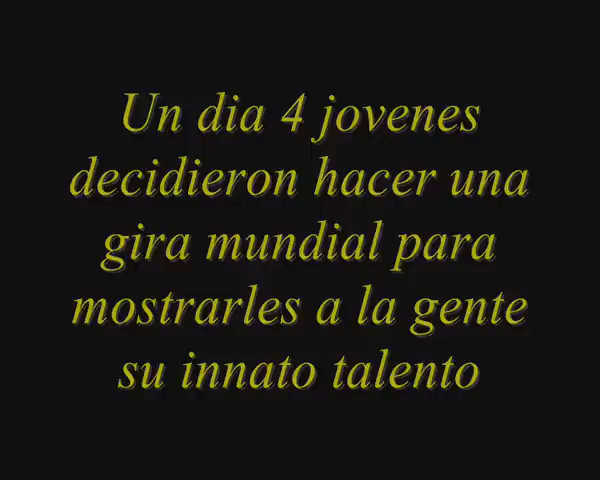 Un dia 4 jovenes
decidieron hacer una
gira mundial para
mostrarles a la gente
su innato talento